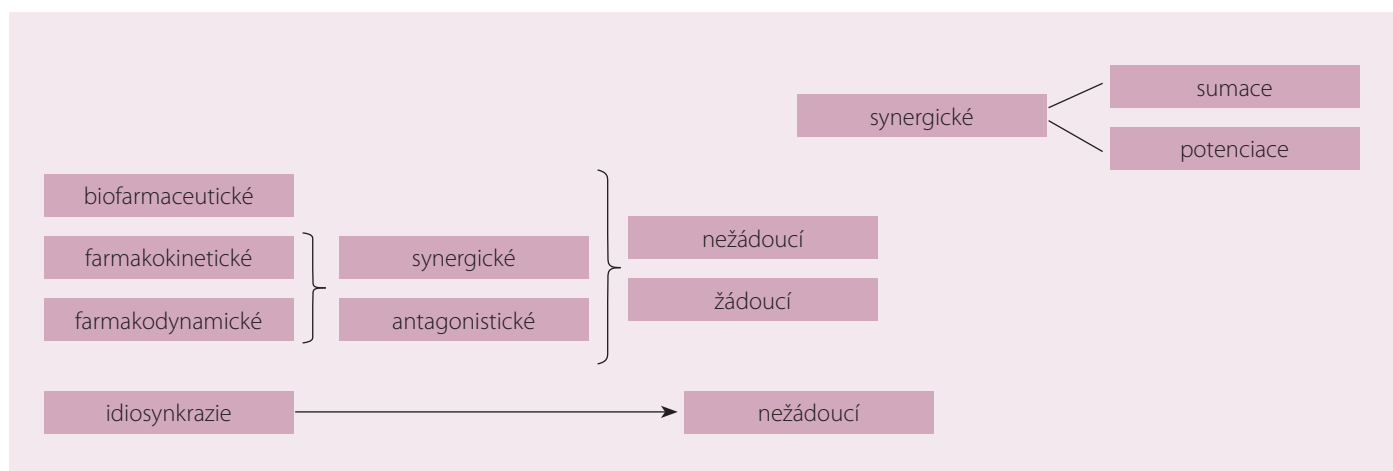 synergické
sumace
potenciace
biofarmaceutické
farmakokinetické
farmakodynamické
synergické
antagonistické
nežádoucí
žádoucí
idiosynkrazie
nežádoucí